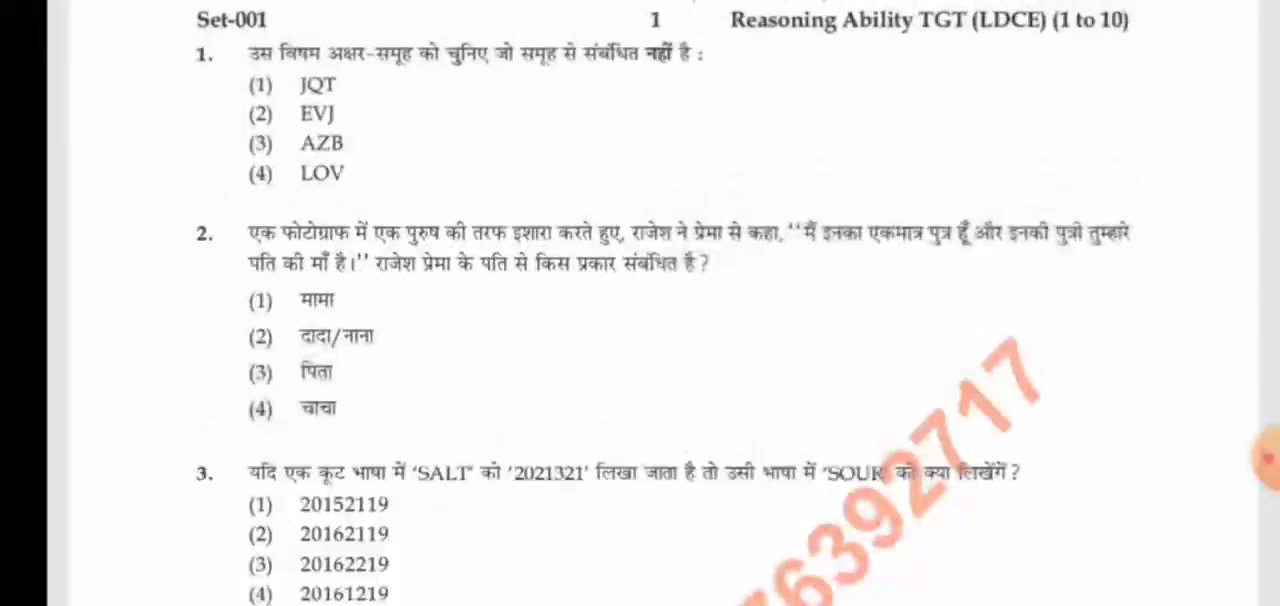 Set-001 1 Reasoning Ability TGT (LDCE) (1 to 10)
1. उस विषम अक्षर-समूह को चुनिए जो समूह से संबंधित नहीं है :
(1) JQT
(2) EVJ
(3) AZB
(4) LOV
2. एक फोटोग्राफ में एक पुरुष की तरफ इशारा करते हुए, राजेश ने प्रेमा से कहा, ‘‘मैं इनका एकमात्र पुत्र हूँ और इनकी पुत्री तुम्हारे
पति की माँ है।’’ राजेश प्रेमा के पति से किस प्रकार संबंधित है ?
(1) मामा
(2) दादा/नाना
(3) पिता
(4) चाचा
3. यदि एक कूट भाषा में ‘SALT’ को ‘2021321’ लिखा जाता है तो उसी भाषा में ‘SOUR’ को क्या लिखेंगें ?
(1) 20152119
(2) 20162119
(3) 20162219
(4) 20161219
6392717